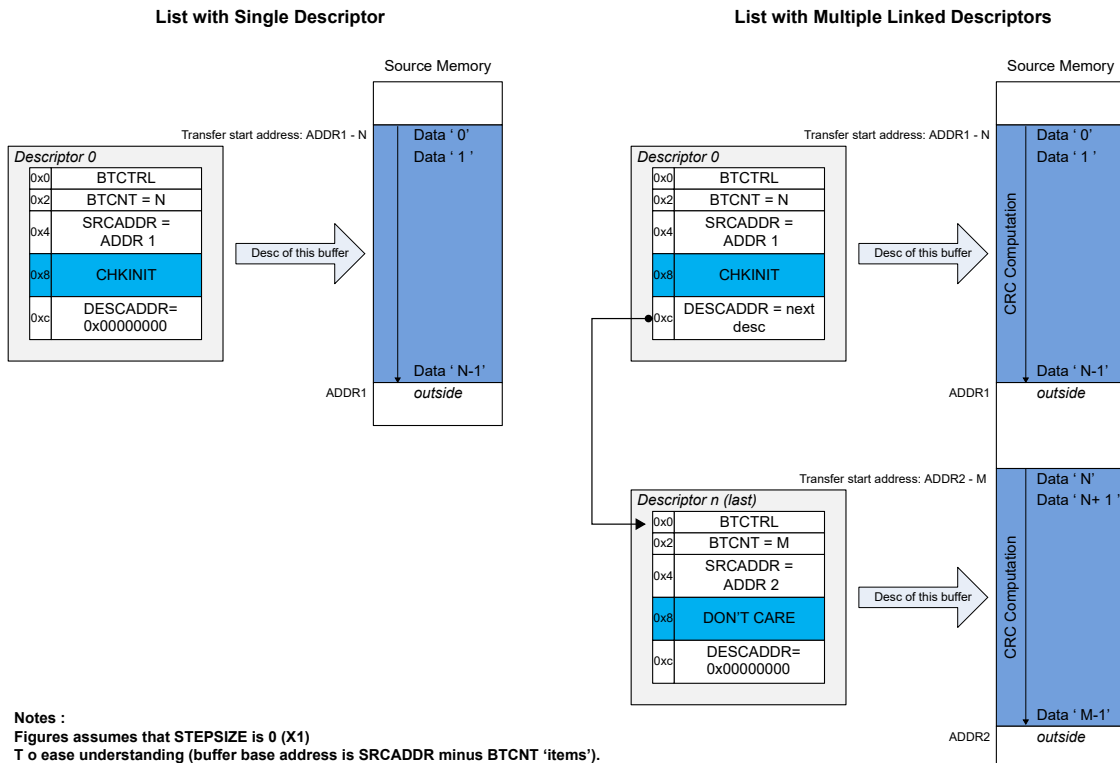 List with Single Descriptor
Source Memory
Transfer start address: ADDR1 - N
Data ‘ 0’
Data ‘ 1 ’
Descriptor 0
0x0 BTCTRL
0x2 BTCNT = N
0x4 SRCADDR =
ADDR 1
0x8 CHKINIT
0xc DESCADDR=
0x00000000
Desc of this buffer
Data ‘ N-1’
ADDR1
outside
List with Multiple Linked Descriptors
Source Memory
Transfer start address: ADDR1 - N
Data ‘ 0’
Data ‘ 1 ’
Descriptor 0
0x0 BTCTRL
0x2 BTCNT = N
0x4 SRCADDR =
ADDR 1
0x8 CHKINIT
0xc DESCADDR = next
desc
Desc of this buffer
CRC Computation
Data ‘ N-1’
ADDR1
outside
Transfer start address: ADDR2 - M
Data ‘ N’
Data ‘ N+ 1 ’
Descriptor n (last)
0x0 BTCTRL
0x2 BTCNT = M
0x4 SRCADDR =
ADDR 2
0x8 DON’T CARE
0xc DESCADDR=
0x00000000
Desc of this buffer
CRC Computation
Data ‘ M-1’
ADDR2
outside
Notes :
Figures assumes that STEPSIZE is 0 (X1)
T o ease understanding (buffer base address is SRCADDR minus BTCNT ‘items’).